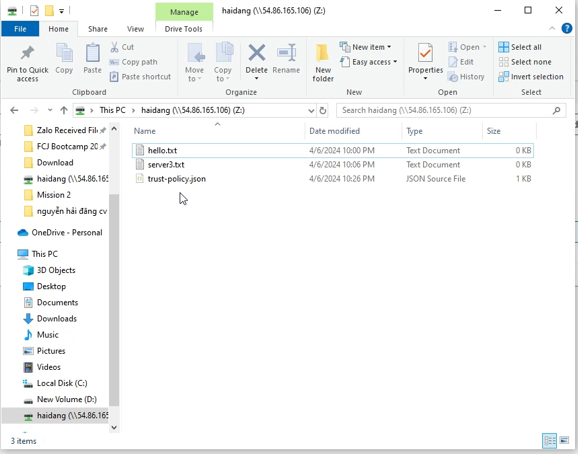 Manage
haidang (\\54.86.165.106) (Z:)
File
Home
Share
View
Drive Tools
Pin to Quick access
Copy
Paste
Cut
Copy path
Paste shortcut
Clipboard
Move to
Copy to
Delete
Rename
Organize
New folder
New item
Easy access
New
Properties
Open
Edit
History
Open
Select all
Select none
Invert selection
Select
This PC > haidang (\\54.86.165.106) (Z:)
Search haidang (\\54.86.165.106) (Z:)
Name
Date modified
Type
Size
hello.txt 4/6/2024 10:00 PM Text Document 0 KB
server3.txt 4/6/2024 10:06 PM Text Document 0 KB
trust-policy.json 4/6/2024 10:26 PM JSON Source File 1 KB
Zalo Received File
FCJ Bootcamp 20
Download
haidang (\\54.86.165
Mission 2
nguyễn hải đăng cv
OneDrive - Personal
This PC
3D Objects
Desktop
Documents
Downloads
Music
Pictures
Videos
Local Disk (C:)
New Volume (D:)
haidang (\\54.86.165
3 items